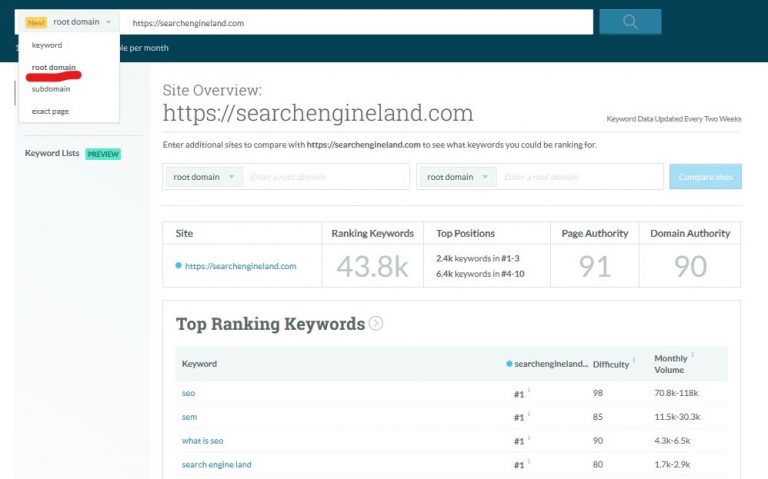 New! root domain
https://searchengineland.com
keyword
root domain
subdomain
exact page
per month
Keyword Lists PREVIEW
Site Overview:
https://searchengineland.com
Keyword Data Updated Every Two Weeks
Enter additional sites to compare with https://searchengineland.com to see what keywords you could be ranking for.
root domain Enter a root domain root domain Enter a root domain Compare sites
Site Ranking Keywords Top Positions Page Authority Domain Authority
https://searchengineland.com 43.8k 2.4k keywords in #1-3 91 90
6.4k keywords in #4-10
Top Ranking Keywords
Keyword searchengineland... Difficulty Monthly
Volume
seo #1 98 70.8k-118k
sem #1 85 11.5k-30.3k
what is seo #1 90 4.3k-6.5k
search engine land #1 80 1.7k-2.9k